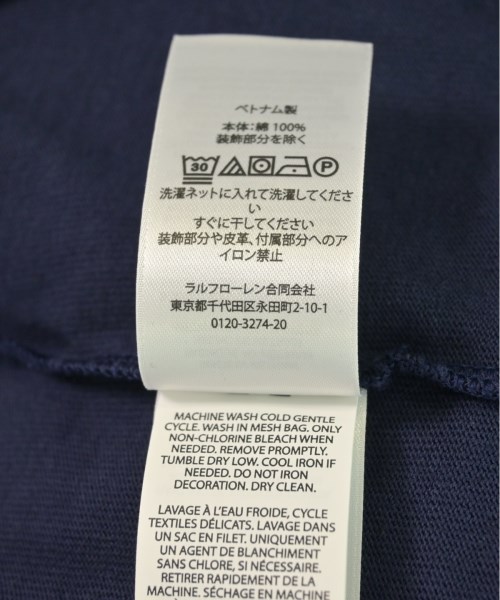 ベトナム製
本体：綿 100%
装飾部分を除く
30 P
洗濯ネットに入れて洗濯してくださ
い
すぐに干してください
装飾部分や皮革、付属部分へのア
イロン禁止
ラルフローレン合同会社
東京都千代田区永田町2-10-1
0120-3274-20
MACHINE WASH COLD GENTLE
CYCLE. WASH IN MESH BAG. ONLY
NON-CHLORINE BLEACH WHEN
NEEDED. REMOVE PROMPTLY.
TUMBLE DRY LOW. COOL IRON IF
NEEDED. DO NOT IRON
DECORATION. DRY CLEAN.
LAVAGE À L'EAU FROIDE, CYCLE
TEXTILES DÉLICATS. LAVAGE DANS
UN SAC EN FILET. UNIQUEMENT
UN AGENT DE BLANCHIMENT
SANS CHLORE, SI NÉCESSAIRE.
RETIRER RAPIDEMENT DE LA
MACHINE. SÉCHAGE EN MACHINE